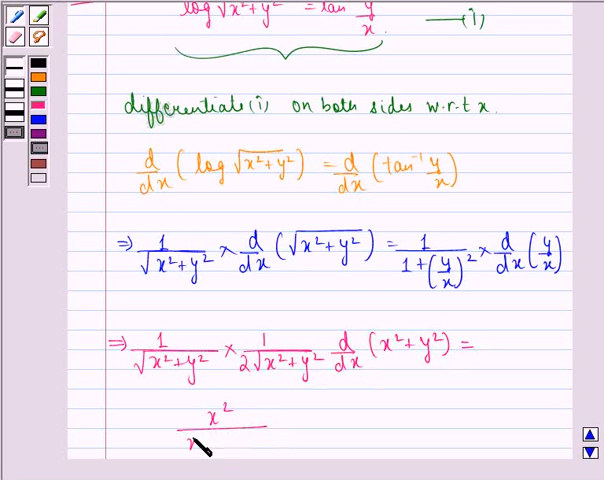 log √x²+y² = tan y/x. —(i)
differentiate (i) on both sides w.r.t x.
d/dx (log √x²+y²) = d/dx (tan⁻¹ y/x)
⇒ 1/√x²+y² × d/dx (√x²+y²) = 1/1+(y/x)² × d/dx (y/x)
⇒ 1/√x²+y² × 1/2√x²+y² d/dx (x²+y²) =
x²/x